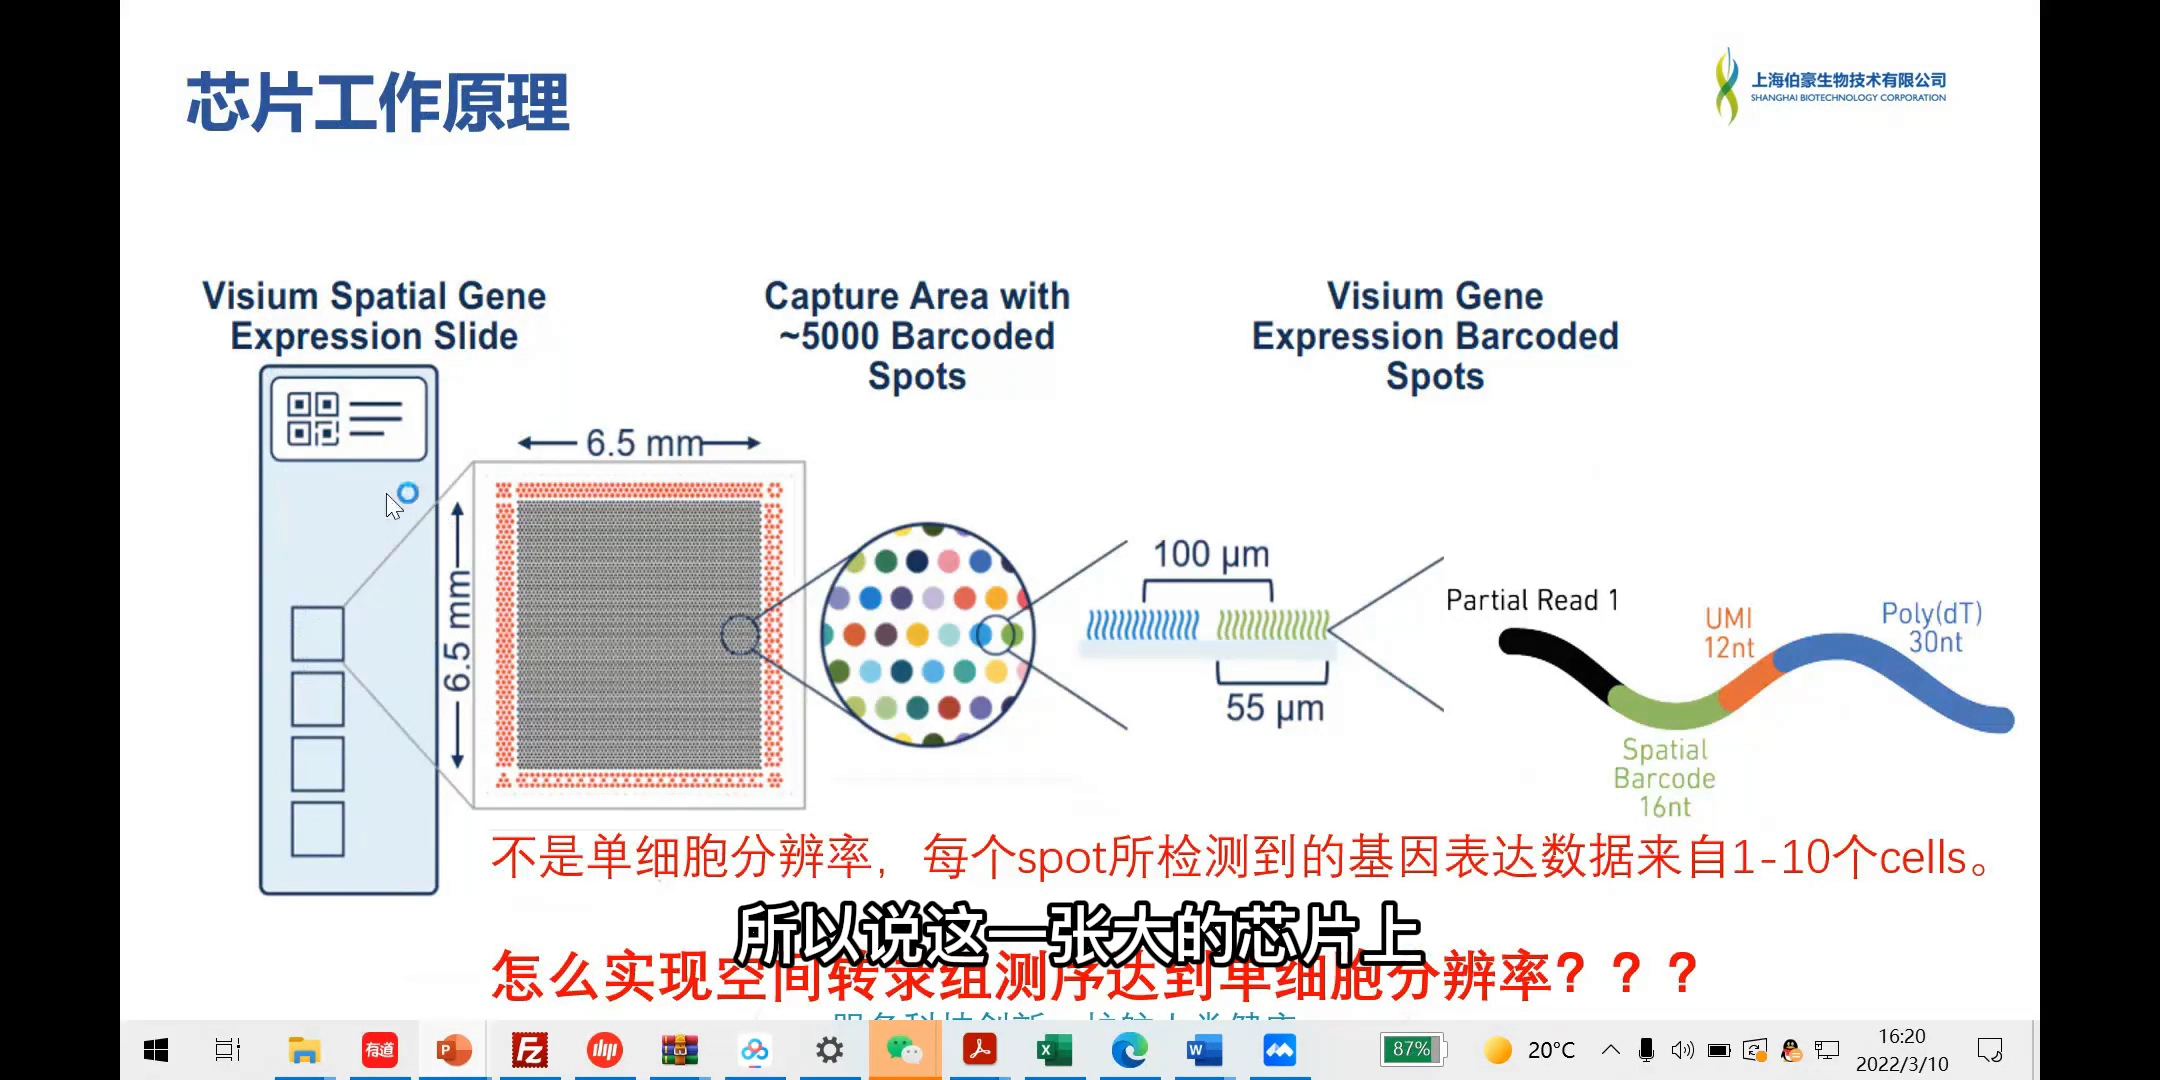 芯片工作原理
上海伯豪生物技术有限公司
SHANGHAI BIOTECHNOLOGY CORPORATION
Visium Spatial Gene
Expression Slide
Capture Area with
~5000 Barcoded
Spots
Visium Gene
Expression Barcoded
Spots
6.5 mm
6.5 mm
100 µm
55 µm
Partial Read 1
UMI
12nt
Poly(dT)
30nt
Spatial
Barcode
16nt
不是单细胞分辨率，每个spot所检测到的基因表达数据来自1-10个cells。
所以说这一张大的芯片上
怎么实现空间转录组测序达到单细胞分辨率？？？
有道
87%
20°C
16:20
2022/3/10